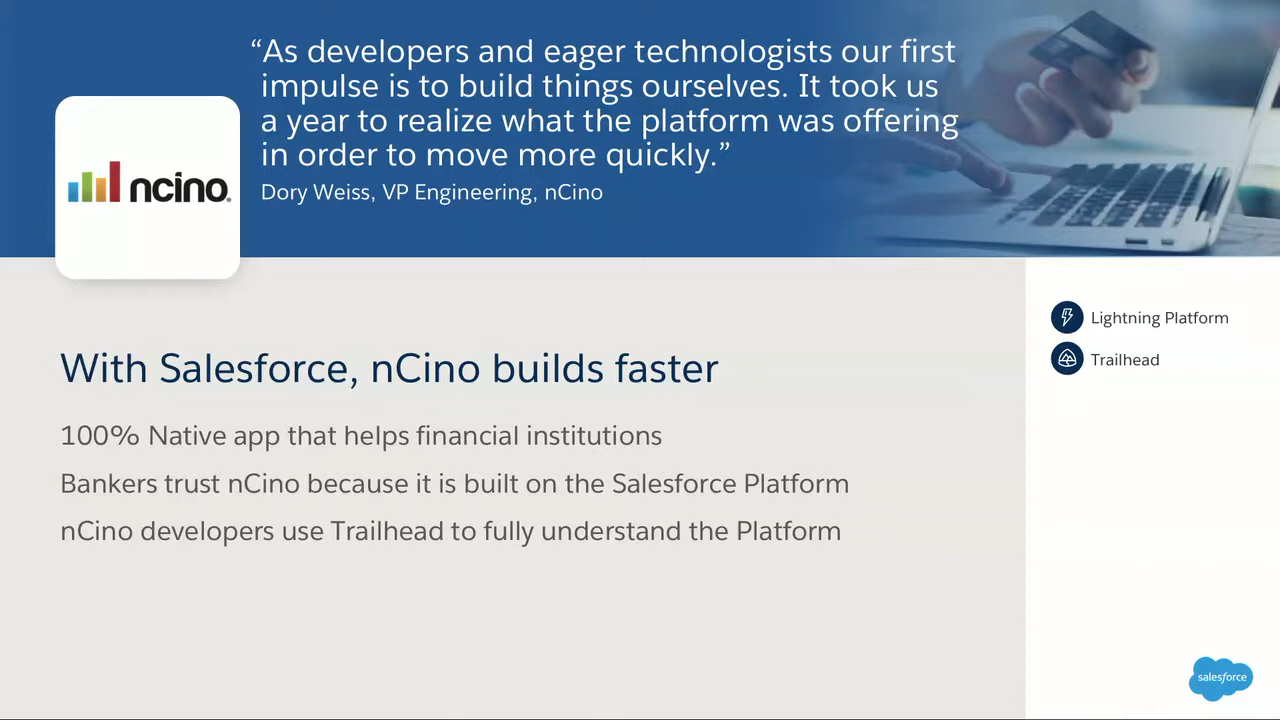 “As developers and eager technologists our first
impulse is to build things ourselves. It took us
a year to realize what the platform was offering
in order to move more quickly.”
Dory Weiss, VP Engineering, nCino
ncino.
With Salesforce, nCino builds faster
100% Native app that helps financial institutions
Bankers trust nCino because it is built on the Salesforce Platform
nCino developers use Trailhead to fully understand the Platform
Lightning Platform
Trailhead
salesforce